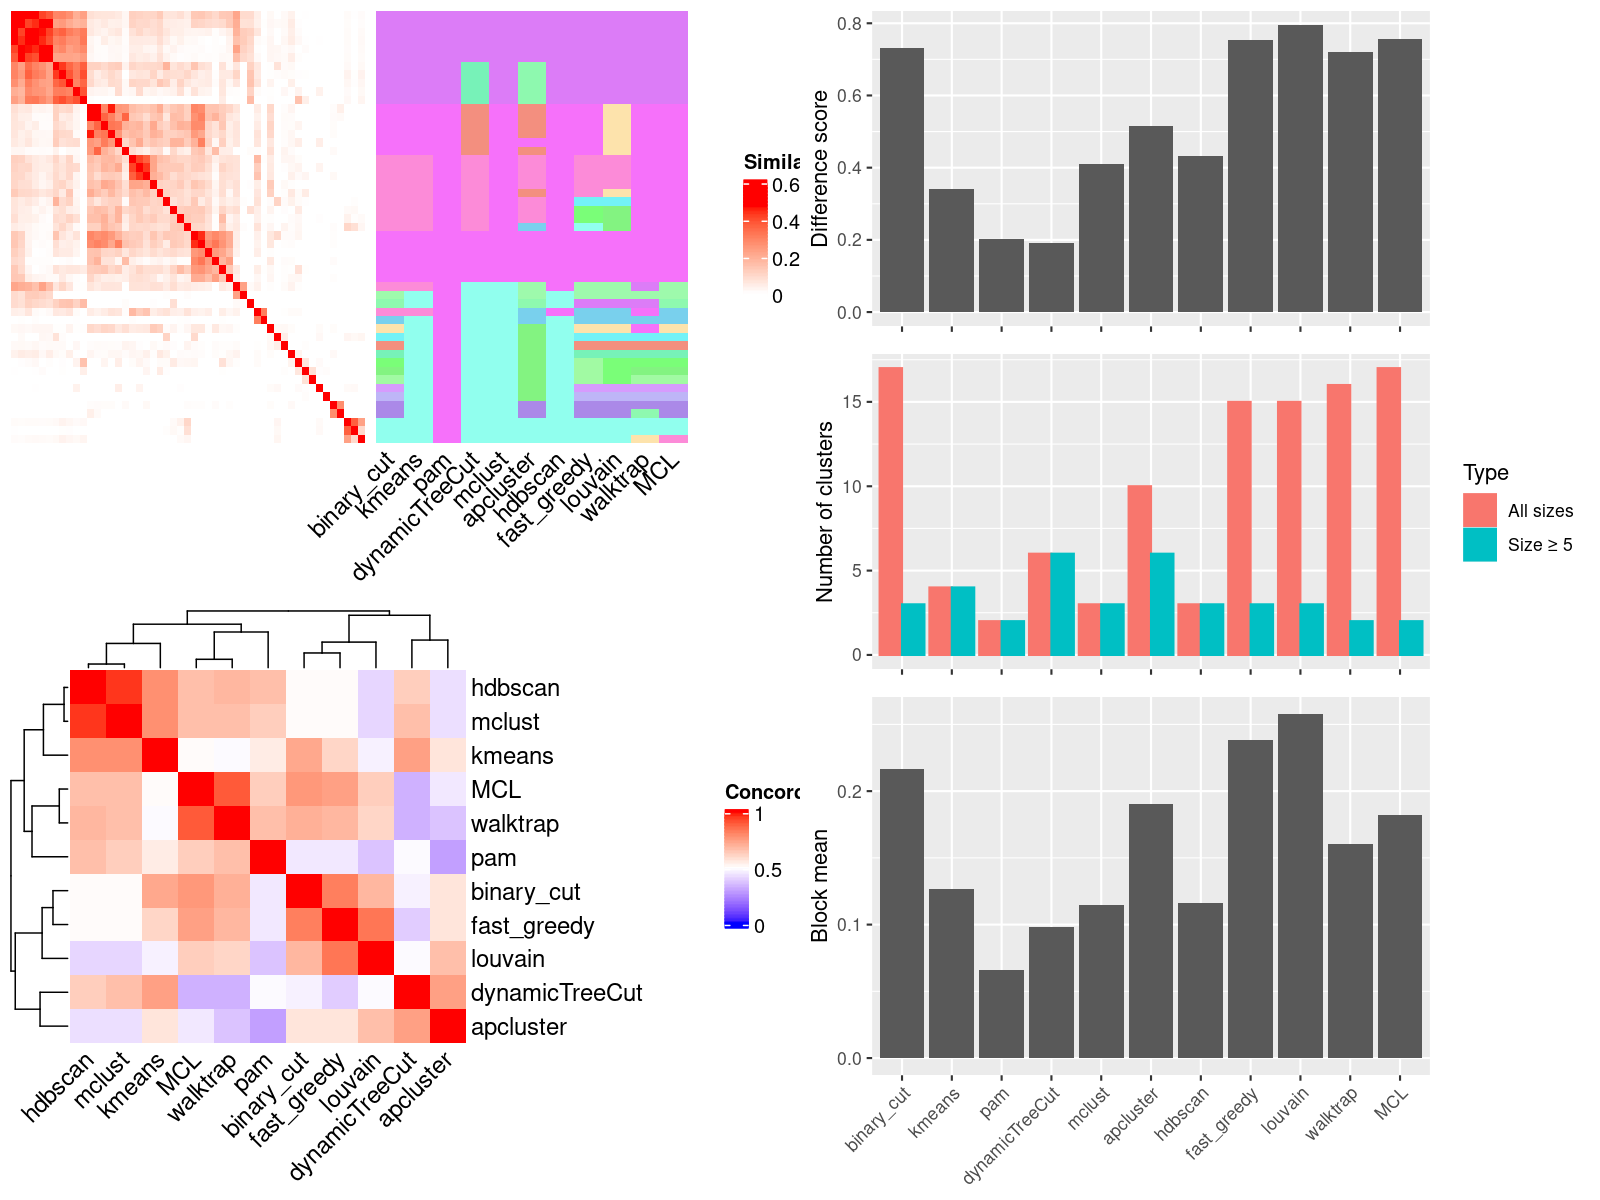 Simila
0.6
0.4
0.2
0
binary_cut
kmeans
pam
dynamicTreeCut
mclust
apcluster
hdbscan
fast_greedy
louvain
walktrap
MCL
hdbscan
mclust
kmeans
MCL
walktrap
pam
binary_cut
fast_greedy
louvain
dynamicTreeCut
apcluster
hdbscan
mclust
kmeans
MCL
walktrap
pam
binary_cut
fast_greedy
louvain
dynamicTreeCut
apcluster
Concord
1
0.5
0
Difference score
0.8
0.6
0.4
0.2
0.0
Number of clusters
15
10
5
0
Type
All sizes
Size ≥ 5
Block mean
0.2
0.1
0.0
binary_cut
kmeans
pam
dynamicTreeCut
mclust
apcluster
hdbscan
fast_greedy
louvain
walktrap
MCL